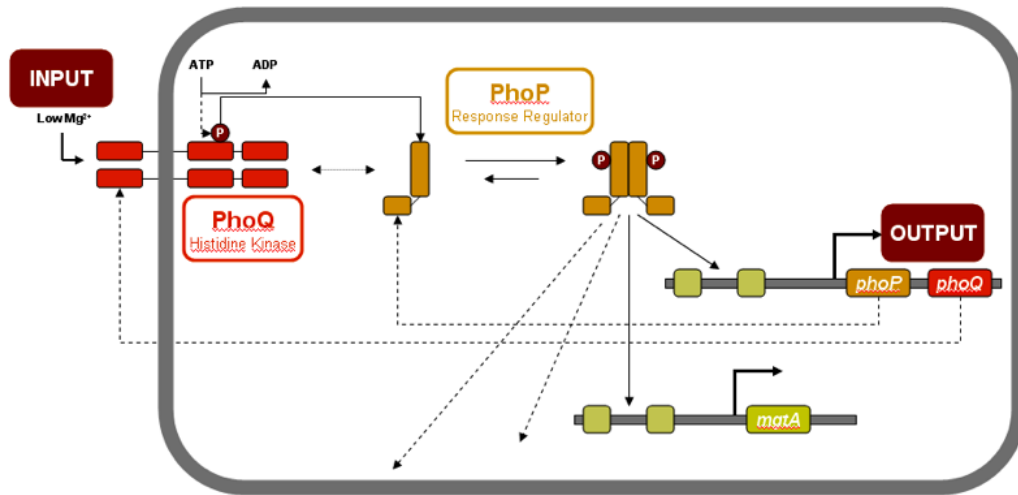 INPUT
Low Mg²⁺
ATP
ADP
P
PhoQ
Histidine Kinase
PhoP
Response Regulator
P
P
OUTPUT
phoP
phoQ
mgtA